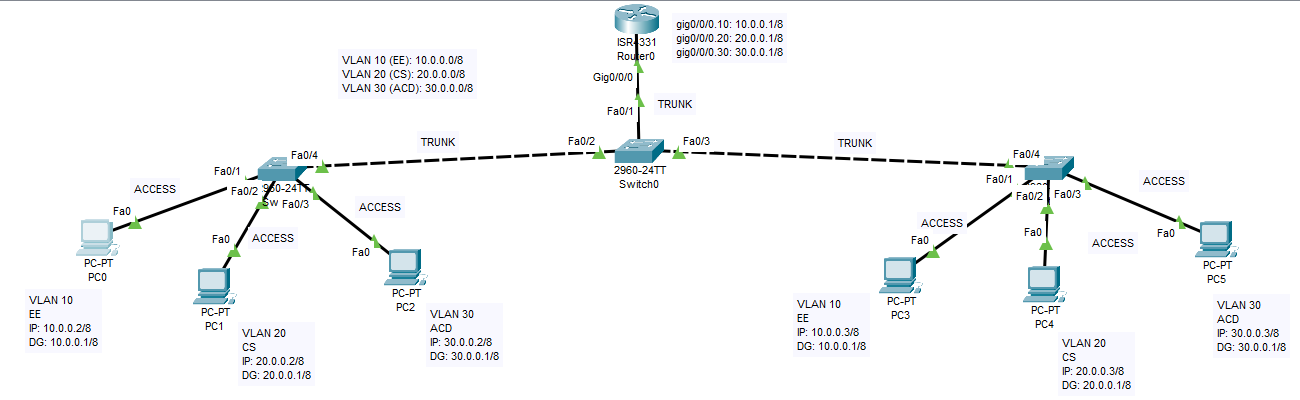 gig0/0/0.10: 10.0.0.1/8
gig0/0/0.20: 20.0.0.1/8
gig0/0/0.30: 30.0.0.1/8
ISR4331
Router0
Gig0/0/0
VLAN 10 (EE): 10.0.0.0/8
VLAN 20 (CS): 20.0.0.0/8
VLAN 30 (ACD): 30.0.0.0/8
TRUNK
Fa0/1
TRUNK
Fa0/2
Fa0/3
TRUNK
2960-24TT
Switch0
Fa0/4
Fa0/1
Fa0/2
Fa0/3
ACCESS
Fa0
PC-PT
PC0
VLAN 10
EE
IP: 10.0.0.2/8
DG: 10.0.0.1/8
ACCESS
Fa0
PC-PT
PC1
VLAN 20
CS
IP: 20.0.0.2/8
DG: 20.0.0.1/8
ACCESS
Fa0
PC-PT
PC2
VLAN 30
ACD
IP: 30.0.0.2/8
DG: 30.0.0.1/8
Fa0/4
Fa0/1
Fa0/2
Fa0/3
ACCESS
Fa0
PC-PT
PC3
VLAN 10
EE
IP: 10.0.0.3/8
DG: 10.0.0.1/8
ACCESS
Fa0
PC-PT
PC4
VLAN 20
CS
IP: 20.0.0.3/8
DG: 20.0.0.1/8
ACCESS
Fa0
PC-PT
PC5
VLAN 30
ACD
IP: 30.0.0.3/8
DG: 30.0.0.1/8